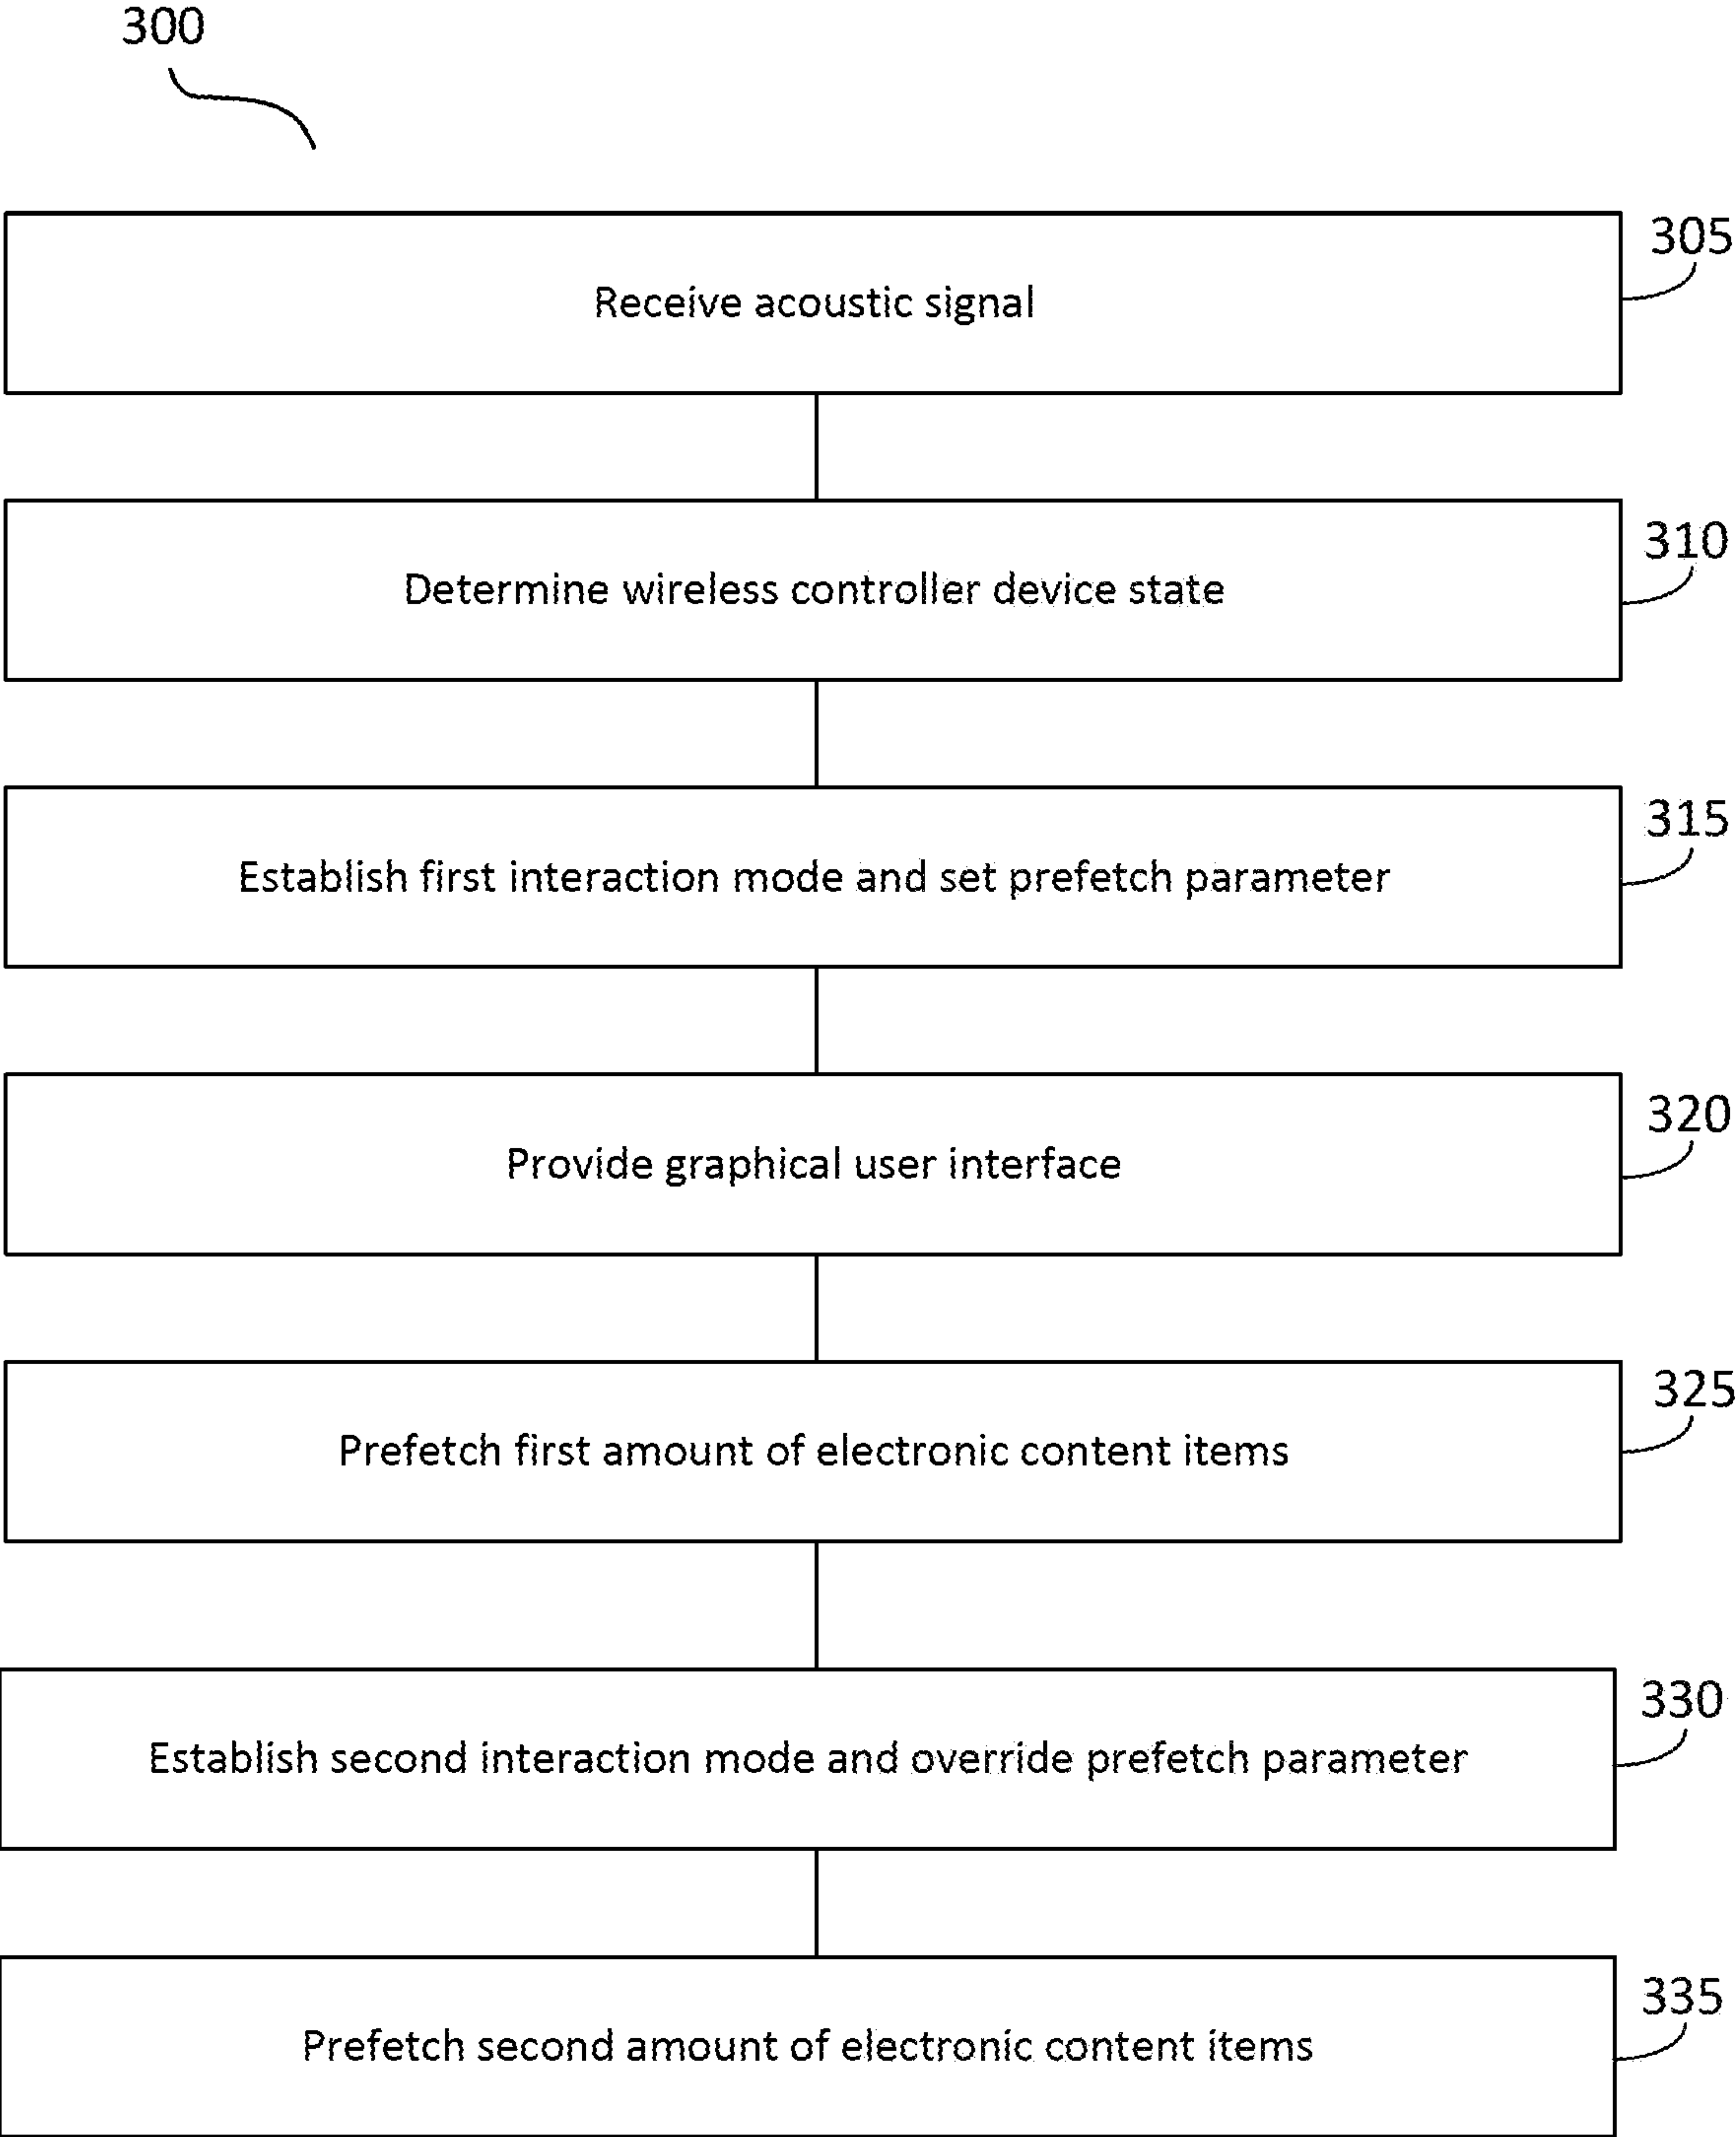 300
305
Receive acoustic signal
310
Determine wireless controller device state
315
Establish first interaction mode and set prefetch parameter
320
Provide graphical user interface
325
Prefetch first amount of electronic content items
330
Establish second interaction mode and override prefetch parameter
335
Prefetch second amount of electronic content items